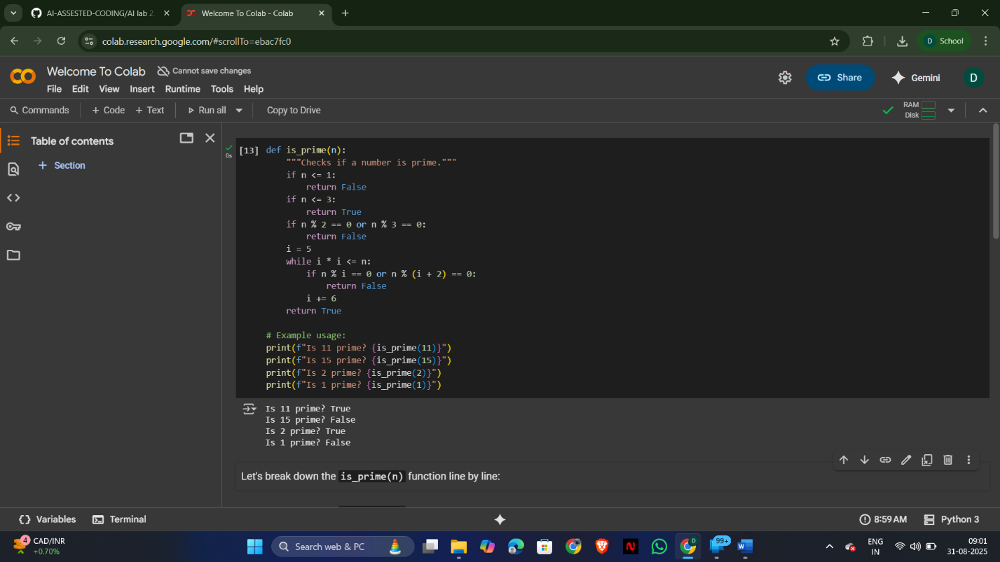 AI-ASSESTED-CODING/AI lab 2.
Welcome To Colab - Colab
colab.research.google.com/#scrollTo=ebac7fc0
D School
Welcome To Colab
Cannot save changes
File Edit View Insert Runtime Tools Help
Share
Gemini
D
Commands
+ Code + Text
Run all
Copy to Drive
RAM
Disk
Table of contents
+ Section
0s
[13] def is_prime(n):
    """Checks if a number is prime."""
    if n <= 1:
        return False
    if n <= 3:
        return True
    if n % 2 == 0 or n % 3 == 0:
        return False
    i = 5
    while i * i <= n:
        if n % i == 0 or n % (i + 2) == 0:
            return False
        i += 6
    return True
# Example usage:
print(f"Is 11 prime? {is_prime(11)}")
print(f"Is 15 prime? {is_prime(15)}")
print(f"Is 2 prime? {is_prime(2)}")
print(f"Is 1 prime? {is_prime(1)}")
Is 11 prime? True
Is 15 prime? False
Is 2 prime? True
Is 1 prime? False
Let's break down the is_prime(n) function line by line:
{} Variables
Terminal
8:59 AM
Python 3
4
CAD/INR
+0.70%
Search web & PC
D
99+
W
ENG
IN
09:01
31-08-2025